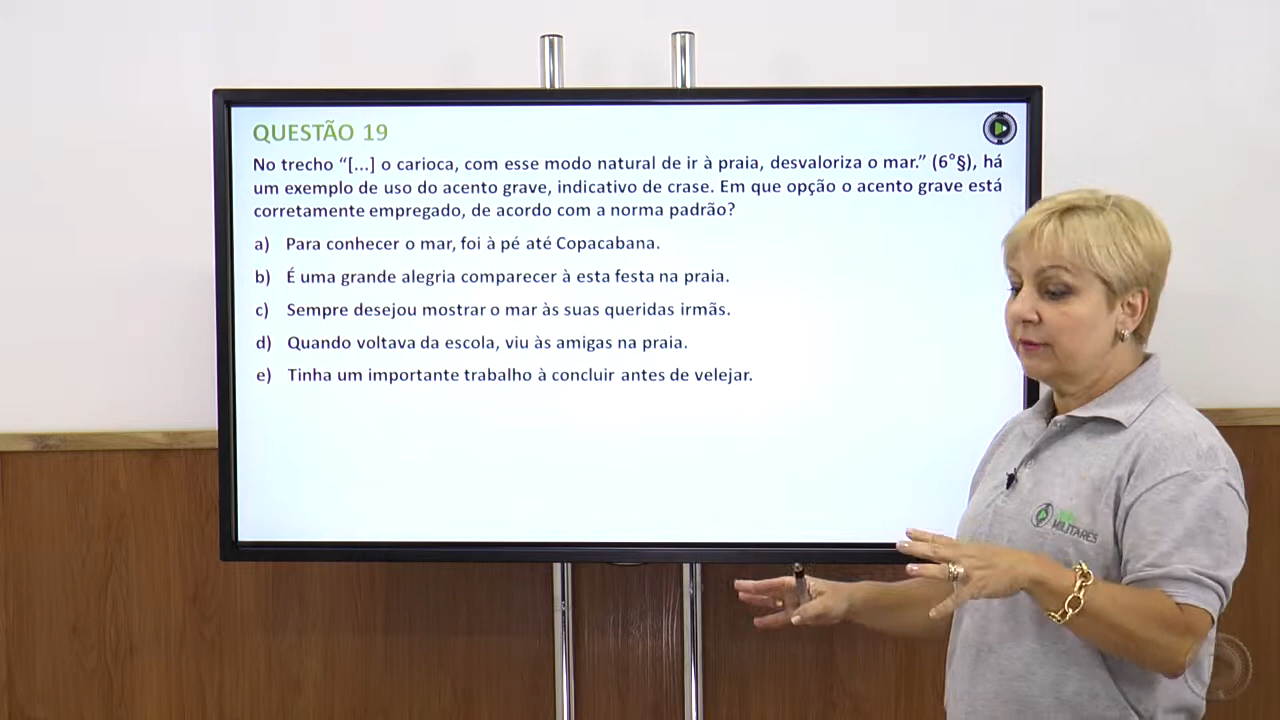 QUESTÃO 19
No trecho “[...] o carioca, com esse modo natural de ir à praia, desvaloriza o mar.” (6°§), há
um exemplo de uso do acento grave, indicativo de crase. Em que opção o acento grave está
corretamente empregado, de acordo com a norma padrão?
a) Para conhecer o mar, foi à pé até Copacabana.
b) É uma grande alegria comparecer à esta festa na praia.
c) Sempre desejou mostrar o mar às suas queridas irmãs.
d) Quando voltava da escola, viu às amigas na praia.
e) Tinha um importante trabalho à concluir antes de velejar.
MILITARES